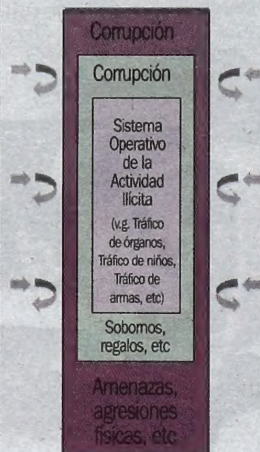 Corrupción
Corrupción
Sistema
Operativo
de la
Actividad
Ilícita
(v.g. Tráfico
de órganos,
Tráfico de niños,
Tráfico de
armas, etc)
Sobornos,
regalos, etc
Amenazas,
agresiones
físicas, etc